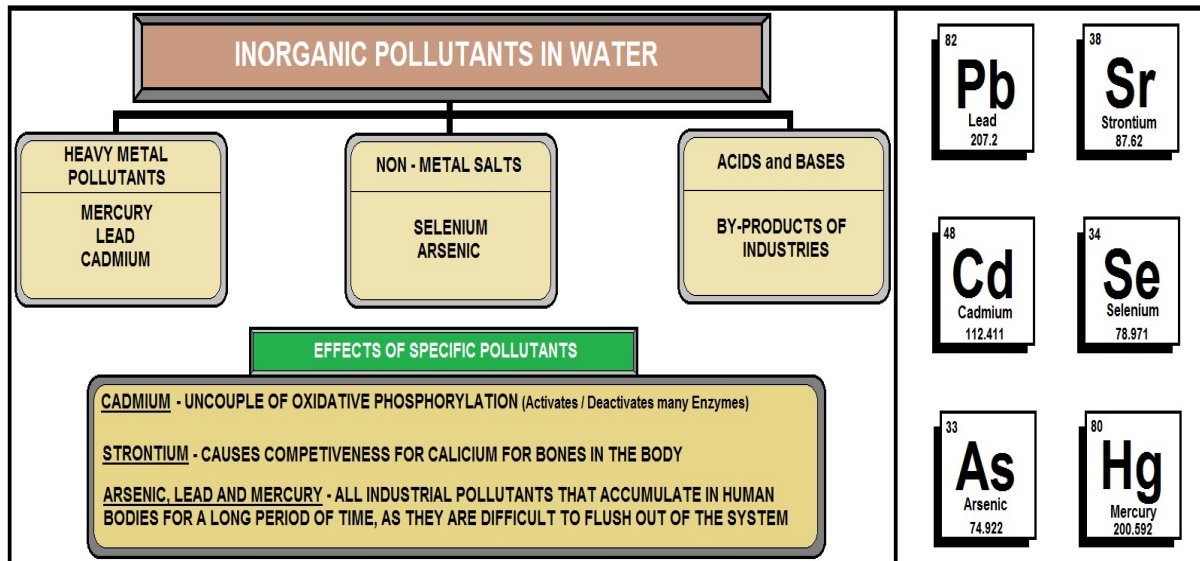 INORGANIC POLLUTANTS IN WATER
HEAVY METAL
POLLUTANTS
MERCURY
LEAD
CADMIUM
NON - METAL SALTS
SELENIUM
ARSENIC
ACIDS and BASES
BY-PRODUCTS OF
INDUSTRIES
EFFECTS OF SPECIFIC POLLUTANTS
CADMIUM - UNCOUPLE OF OXIDATIVE PHOSPHORYLATION (Activates / Deactivates many Enzymes)
STRONTIUM - CAUSES COMPETIVENESS FOR CALICIUM FOR BONES IN THE BODY
ARSENIC, LEAD AND MERCURY - ALL INDUSTRIAL POLLUTANTS THAT ACCUMULATE IN HUMAN
BODIES FOR A LONG PERIOD OF TIME, AS THEY ARE DIFFICULT TO FLUSH OUT OF THE SYSTEM
82
Pb
Lead
207.2
38
Sr
Strontium
87.62
48
Cd
Cadmium
112.411
34
Se
Selenium
78.971
33
As
Arsenic
74.922
80
Hg
Mercury
200.592